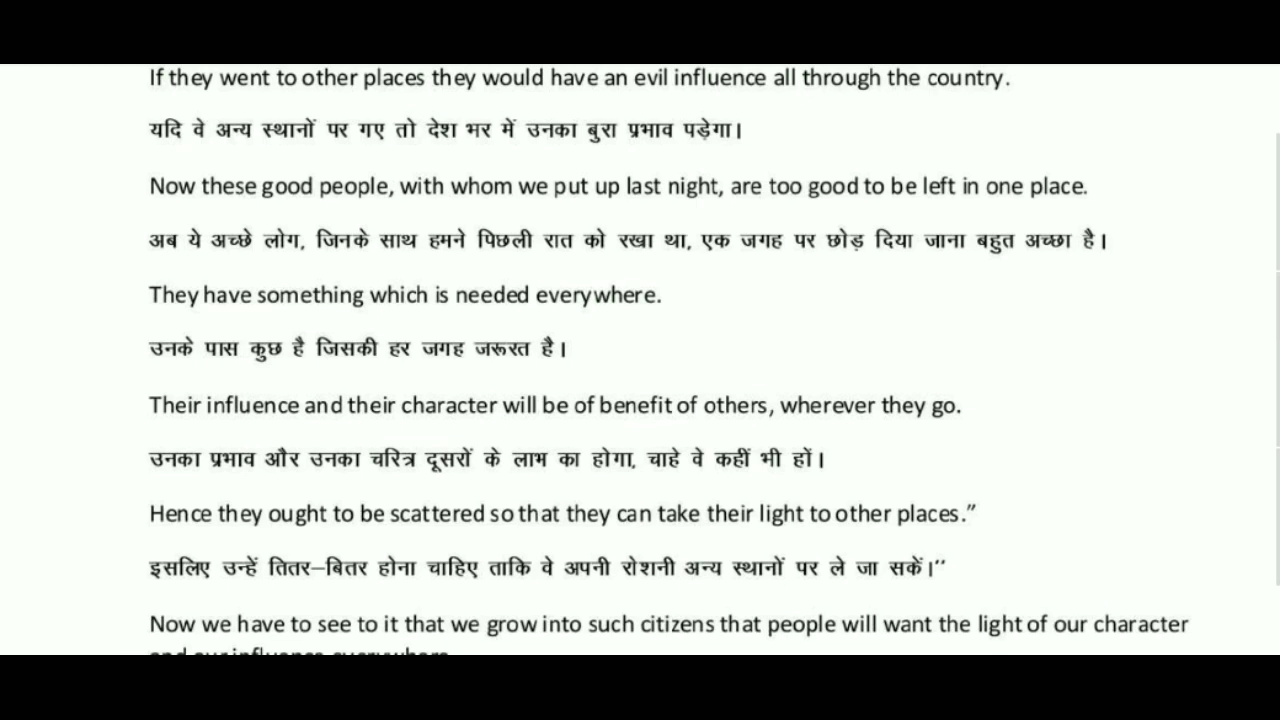 If they went to other places they would have an evil influence all through the country.
यदि वे अन्य स्थानों पर गए तो देश भर में उनका बुरा प्रभाव पड़ेगा।
Now these good people, with whom we put up last night, are too good to be left in one place.
अब ये अच्छे लोग, जिनके साथ हमने पिछली रात को रखा था, एक जगह पर छोड़ दिया जाना बहुत अच्छा है।
They have something which is needed everywhere.
उनके पास कुछ है जिसकी हर जगह जरूरत है।
Their influence and their character will be of benefit of others, wherever they go.
उनका प्रभाव और उनका चरित्र दूसरों के लाभ का होगा, चाहे वे कहीं भी हों।
Hence they ought to be scattered so that they can take their light to other places.”
इसलिए उन्हें तितर–बितर होना चाहिए ताकि वे अपनी रोशनी अन्य स्थानों पर ले जा सकें।’’
Now we have to see to it that we grow into such citizens that people will want the light of our character
and our influence everywhere